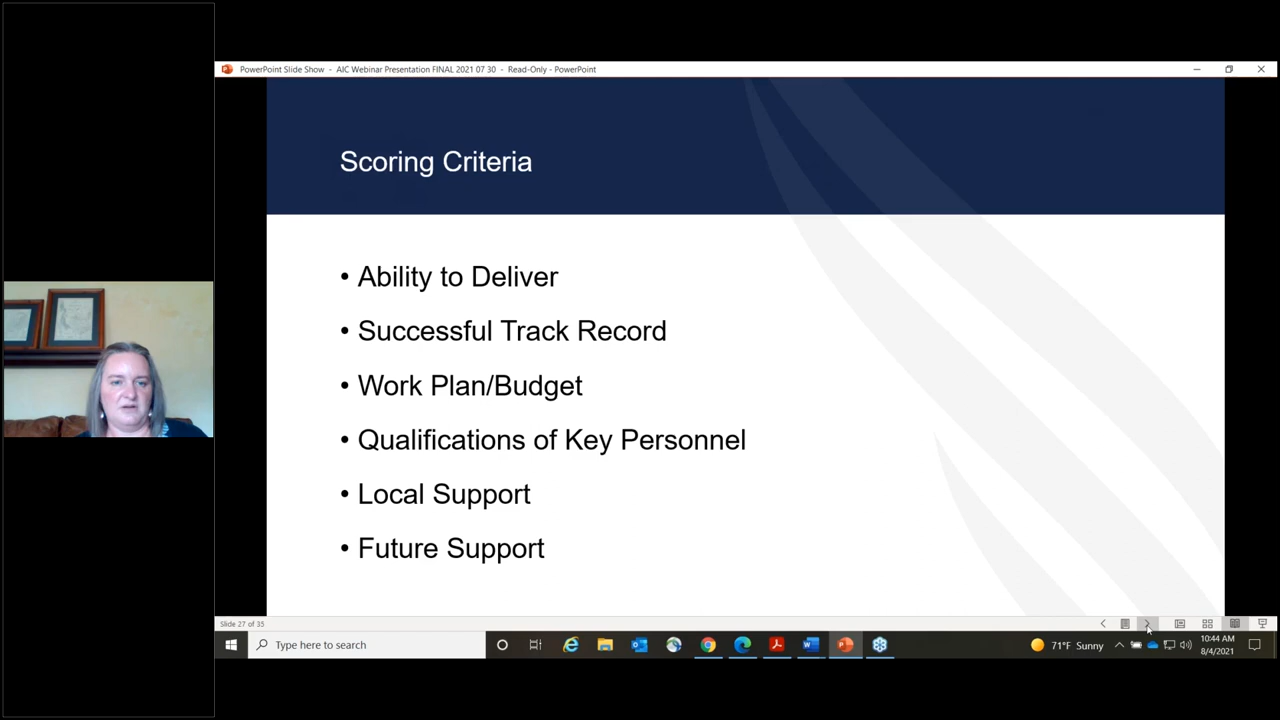 PowerPoint Slide Show - AIC Webinar Presentation FINAL 2021 07 30 - Read-Only - PowerPoint
Scoring Criteria
• Ability to Deliver
• Successful Track Record
• Work Plan/Budget
• Qualifications of Key Personnel
• Local Support
• Future Support
Slide 27 of 35
Type here to search
71°F Sunny
10:44 AM
8/4/2021